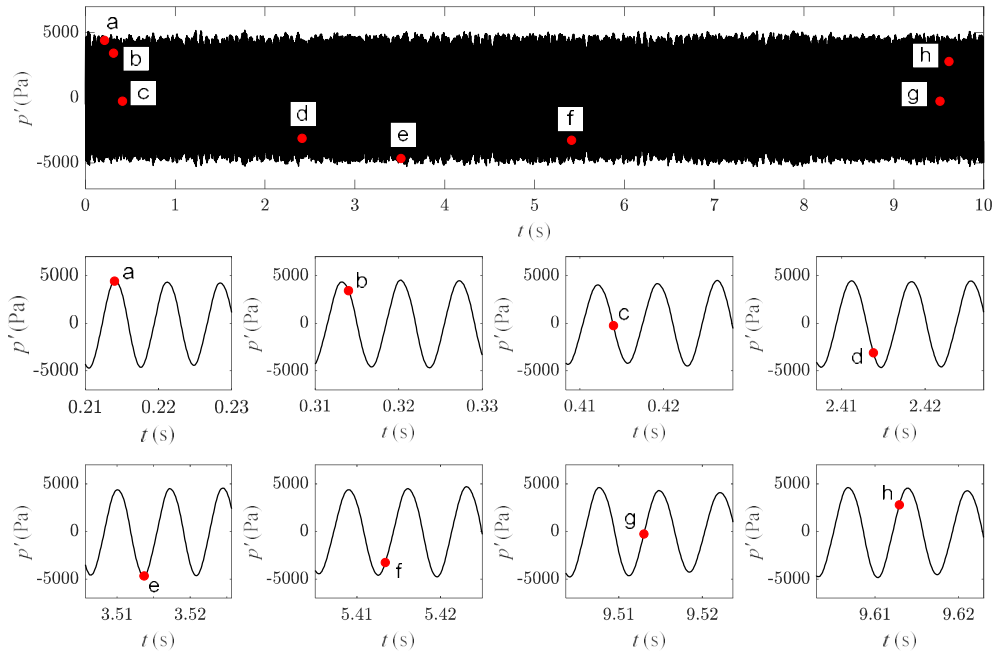 5000
0
-5000
p′(Pa)
a
b
c
d
e
f
g
h
0 1 2 3 4 5 6 7 8 9 10
t (s)
5000
0
-5000
p′(Pa)
a
0.21 0.22 0.23
t (s)
5000
0
-5000
p′(Pa)
b
0.31 0.32 0.33
t (s)
5000
0
-5000
p′(Pa)
c
0.41 0.42
t (s)
5000
0
-5000
p′(Pa)
d
2.41 2.42
t (s)
5000
0
-5000
p′(Pa)
e
3.51 3.52
t (s)
5000
0
-5000
p′(Pa)
f
5.41 5.42
t (s)
5000
0
-5000
p′(Pa)
g
9.51 9.52
t (s)
5000
0
-5000
p′(Pa)
h
9.61 9.62
t (s)